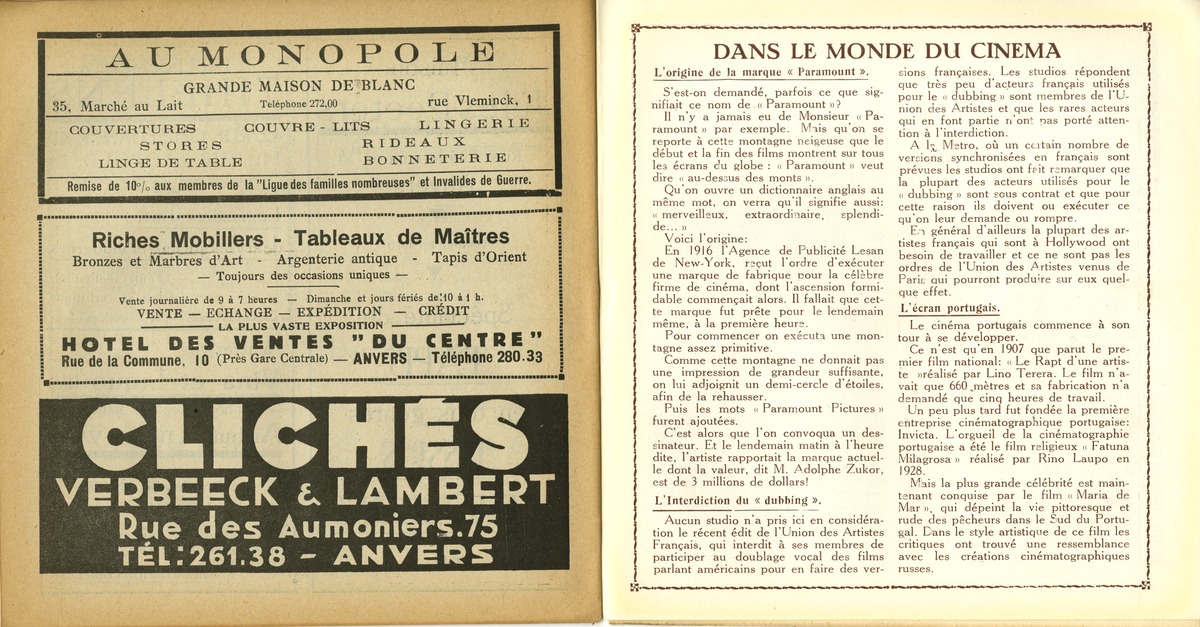 AU MONOPOLE
GRANDE MAISON DE BLANC
35, Marché au Lait Téléphone 272,00 rue Vleminck, 1
COUVERTURES COUVRE - LITS LINGERIE
STORES RIDEAUX
LINGE DE TABLE BONNETERIE
Remise de 10% aux membres de la "Ligue des familles nombreuses" et Invalides de Guerre.
Riches Mobiliers - Tableaux de Maîtres
Bronzes et Marbres d'Art - Argenterie antique - Tapis d'Orient
— Toujours des occasions uniques —
Vente journalière de 9 à 7 heures — Dimanche et jours fériés de 10 à 1 h.
VENTE — ECHANGE — EXPÉDITION — CRÉDIT
LA PLUS VASTE EXPOSITION
HOTEL DES VENTES "DU CENTRE"
Rue de la Commune, 10 (Près Gare Centrale) — ANVERS — Téléphone 280.33
CLICHÉS
VERBEECK & LAMBERT
Rue des Aumoniers.75
TÉL:261.38 - ANVERS
DANS LE MONDE DU CINEMA
L'origine de la marque « Paramount ».
S'est-on demandé, parfois ce que sig-
nifiait ce nom de « Paramount »?
Il n'y a jamais eu de Monsieur « Pa-
ramount » par exemple. Mais qu'on se
reporte à cette montagne neigeuse que le
début et la fin des films montrent sur tous
les écrans du globe : « Paramount » veut
dire « au-dessus des monts ».
Qu'on ouvre un dictionnaire anglais au
même mot, on verra qu'il signifie aussi:
« merveilleux, extraordinaire, splendi-
de... »
Voici l'origine:
En 1916 l'Agence de Publicité Lesan
de New-York, reçut l'ordre d'exécuter
une marque de fabrique pour la célèbre
firme de cinéma, dont l'ascension formi-
dable commençait alors. Il fallait que cet-
te marque fut prête pour le lendemain
même, à la première heure.
Pour commencer on exécuta une mon-
tagne assez primitive.
Comme cette montagne ne donnait pas
une impression de grandeur suffisante,
on lui adjoignit un demi-cercle d'étoiles,
afin de la rehausser.
Puis les mots « Paramount Pictures »
furent ajoutées.
C'est alors que l'on convoqua un des-
sinateur. Et le lendemain matin à l'heure
dite, l'artiste rapportait la marque actuel-
le dont la valeur, dit M. Adolphe Zukor,
est de 3 millions de dollars!
L'Interdiction du « dubbing ».
Aucun studio n'a pris ici en considéra-
tion le récent édit de l'Union des Artistes
Français, qui interdit à ses membres de
participer au doublage vocal des films
parlant américains pour en faire des ver-
sions françaises. Les studios répondent
que très peu d'acteurs français utilisés
pour le « dubbing » sont membres de l'U-
nion des Artistes et que les rares acteurs
qui en font partie n'ont pas porté atten-
tion à l'interdiction.
A la Metro, où un certain nombre de
versions synchronisées en français sont
prévues les studios ont fait remarquer que
la plupart des acteurs utilisés pour le
« dubbing » sont sous contrat et que pour
cette raison ils doivent ou exécuter ce
qu'on leur demande ou rompre.
En général d'ailleurs la plupart des ar-
tistes français qui sont à Hollywood ont
besoin de travailler et ce ne sont pas les
ordres de l'Union des Artistes venus de
Paris qui pourront produire sur eux quel-
que effet.
L'écran portugais.
Le cinéma portugais commence à son
tour à se développer.
Ce n'est qu'en 1907 que parut le pre-
mier film national: « Le Rapt d'une artis-
te »réalisé par Lino Terera. Le film n'a-
vait que 660 mètres et sa fabrication n'a
demandé que cinq heures de travail.
Un peu plus tard fut fondée la première
entreprise cinématographique portugaise:
Invicta. L'orgueil de la cinématographie
portugaise a été le film religieux « Fatuna
Milagrosa » réalisé par Rino Laupo en
1928.
Mais la plus grande célébrité est main-
tenant conquise par le film « Maria de
Mar », qui dépeint la vie pittoresque et
rude des pêcheurs dans le Sud du Portu-
gal. Dans le style artistique de ce film les
critiques ont trouvé une ressemblance
avec les créations cinématographiques
russes.